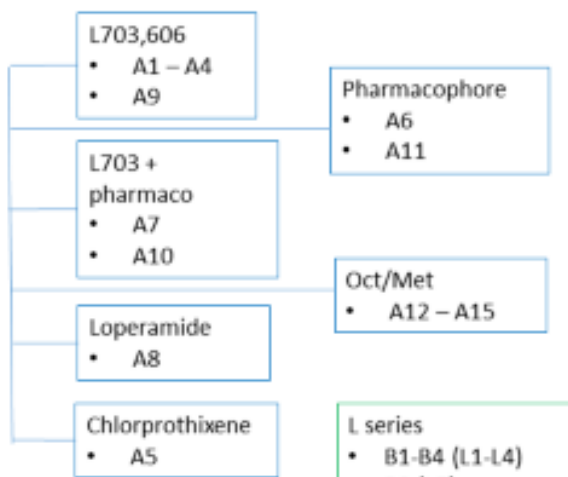 L703,606
• A1 – A4
• A9
Pharmacophore
• A6
• A11
L703 +
pharmaco
• A7
• A10
Oct/Met
• A12 – A15
Loperamide
• A8
Chlorprothixene
• A5
L series
• B1-B4 (L1-L4)